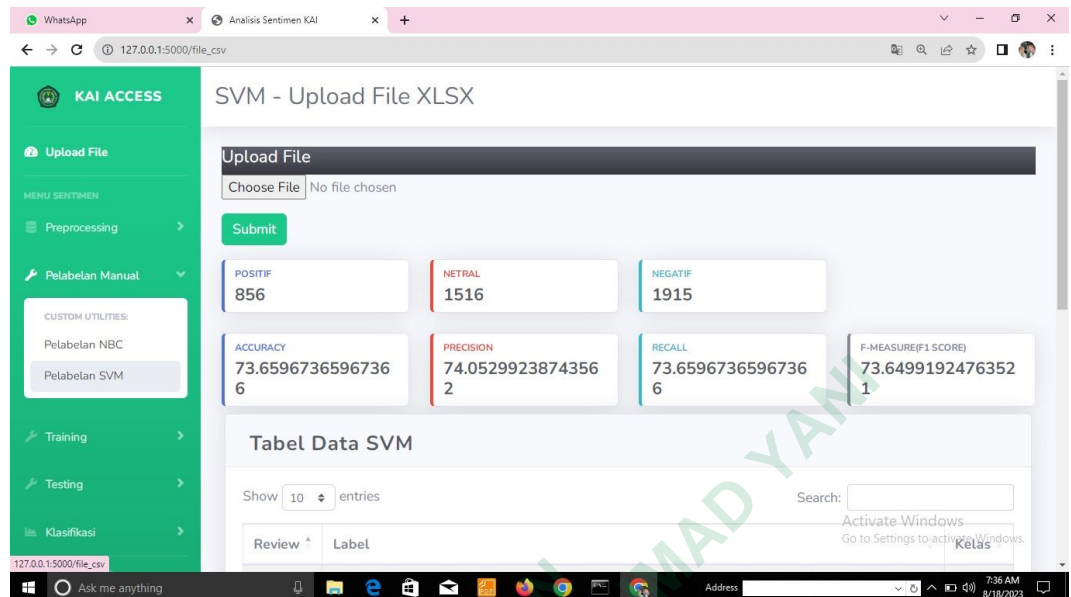 WhatsApp
Analisis Sentimen KAI
127.0.0.1:5000/file_csv
KAI ACCESS
SVM - Upload File XLSX
Upload File
MENU SENTIMEN
Preprocessing
Pelabelan Manual
CUSTOM UTILITIES:
Pelabelan NBC
Pelabelan SVM
Training
Testing
Klasifikasi
127.0.0.1:5000/file_csv
Upload File
Choose File No file chosen
Submit
POSITIF
856
NETRAL
1516
NEGATIF
1915
ACCURACY
73.6596736596736
6
PRECISION
74.0529923874356
2
RECALL
73.6596736596736
6
F-MEASURE(F1 SCORE)
73.6499192476352
1
Tabel Data SVM
Show 10 entries
Search:
Review Label Kelas
Activate Windows
Go to Settings to activate Windows.
MAD YANI
Ask me anything
Address
7:36 AM
8/18/2023